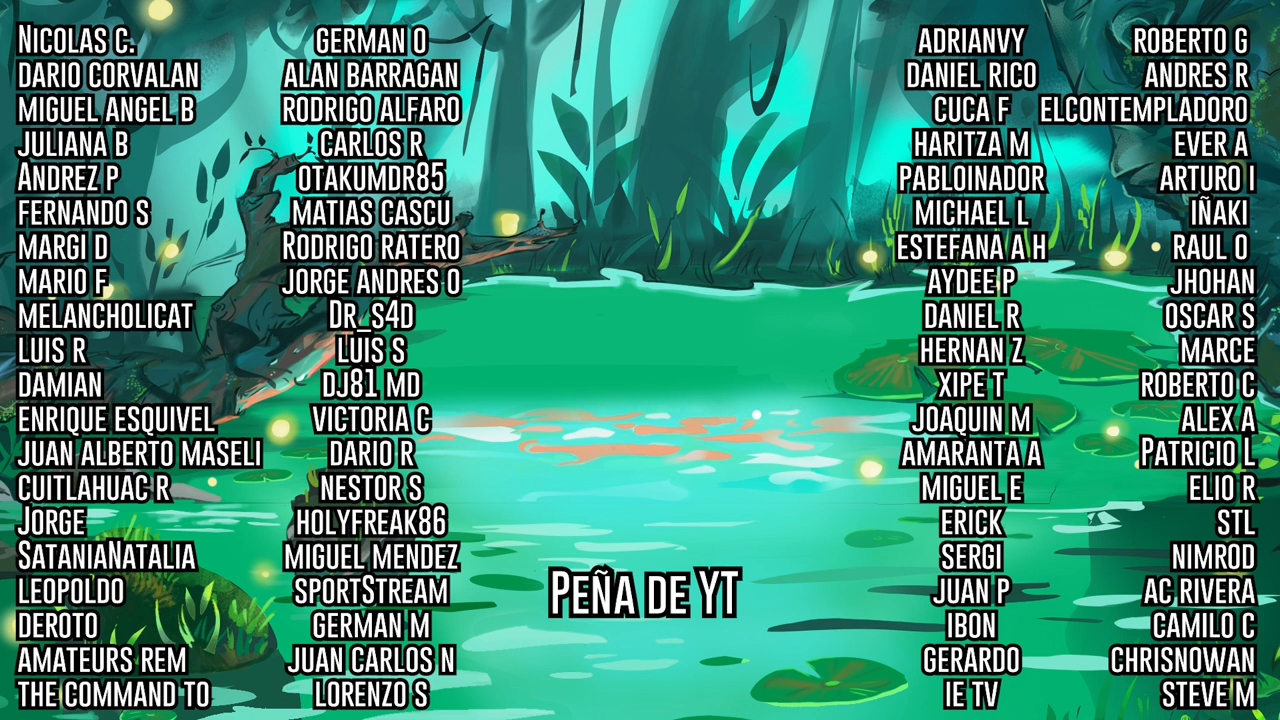 Nicolas C.
DARIO CORVALAN
MIGUEL ANGEL B
JULIANA B
Andrez P
FERNANDO S
MARGI D
MARIO F
MELANCHOLICAT
LUIS R
DAMIAN
ENRIQUE ESQUIVEL
JUAN ALBERTO MASELI
CUITLAHUAC R
Jorge
SataniaNatalia
LEOPOLDO
DEROTO
AMATEURS REM
THE COMMAND TO
GERMAN O
ALAN BARRAGAN
RODRIGO ALFARO
CARLOS R
OTAKUMDR85
MATIAS CASCU
Rodrigo Ratero
JORGE ANDRES O
Dr_s4D
LUIS S
DJ81 MD
VICTORIA C
DARIO R
NESTOR S
HOLYFREAK86
MIGUEL MENDEZ
SportStream
GERMAN M
JUAN CARLOS N
LORENZO S
Peña de YT
ADRIANVY
DANIEL RICO
CUCA F
HARITZA M
PABLOINADOR
MICHAEL L
ESTEFANA A H
AYDEE P
DANIEL R
HERNAN Z
XIPE T
JOAQUIN M
AMARANTA A
MIGUEL E
ERICK
SERGI
JUAN P
IBON
GERARDO
IE TV
ROBERTO G
ANDRES R
ELCONTEMPLADORO
EVER A
ARTURO I
IÑAKI
RAUL O
JHOHAN
OSCAR S
MARCE
ROBERTO C
ALEX A
Patricio L
ELIO R
STL
NIMROD
AC RIVERA
CAMILO C
CHRISNOWAN
STEVE M